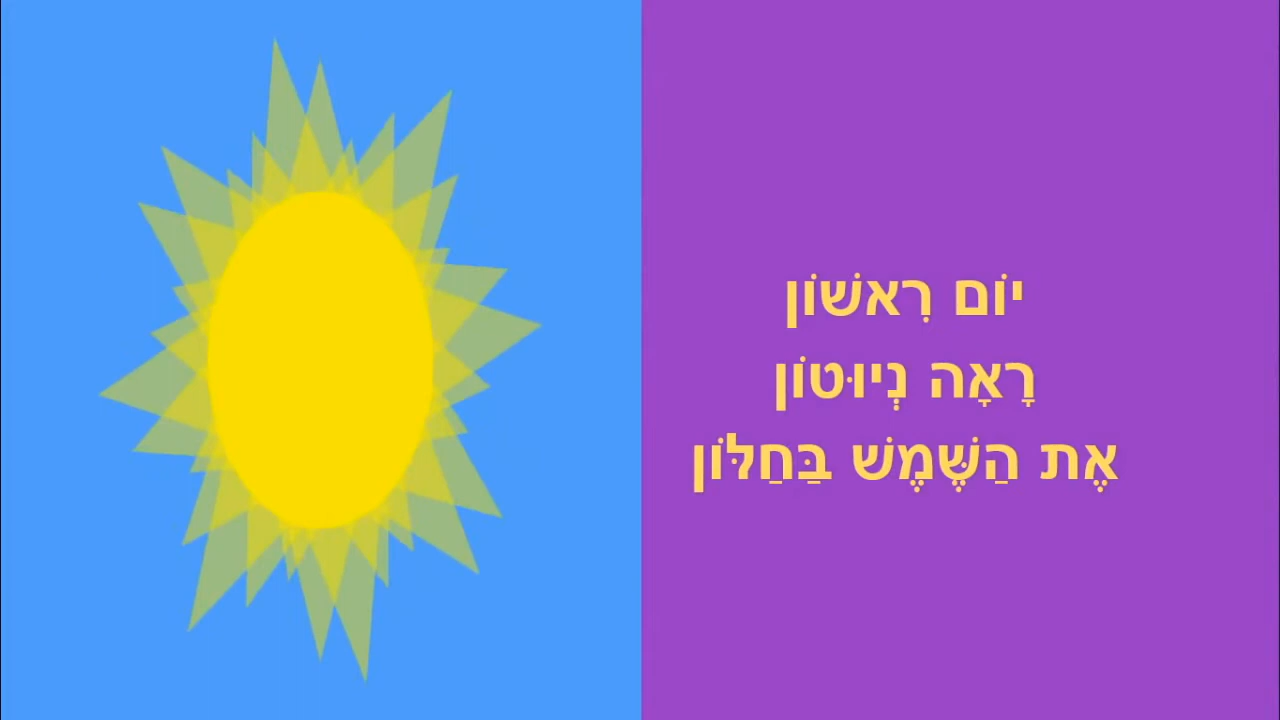 יוֹם רִאשׁוֹן
רָאָה נְיוּטוֹן
אֶת הַשֶּׁמֶשׁ בַּחַלּוֹן